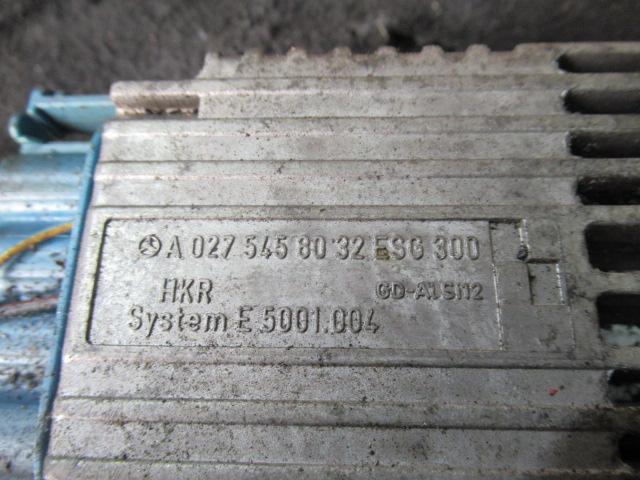 A 027 545 80 32 ESG 300
HKR GD-AlSi12
System E 5001.004